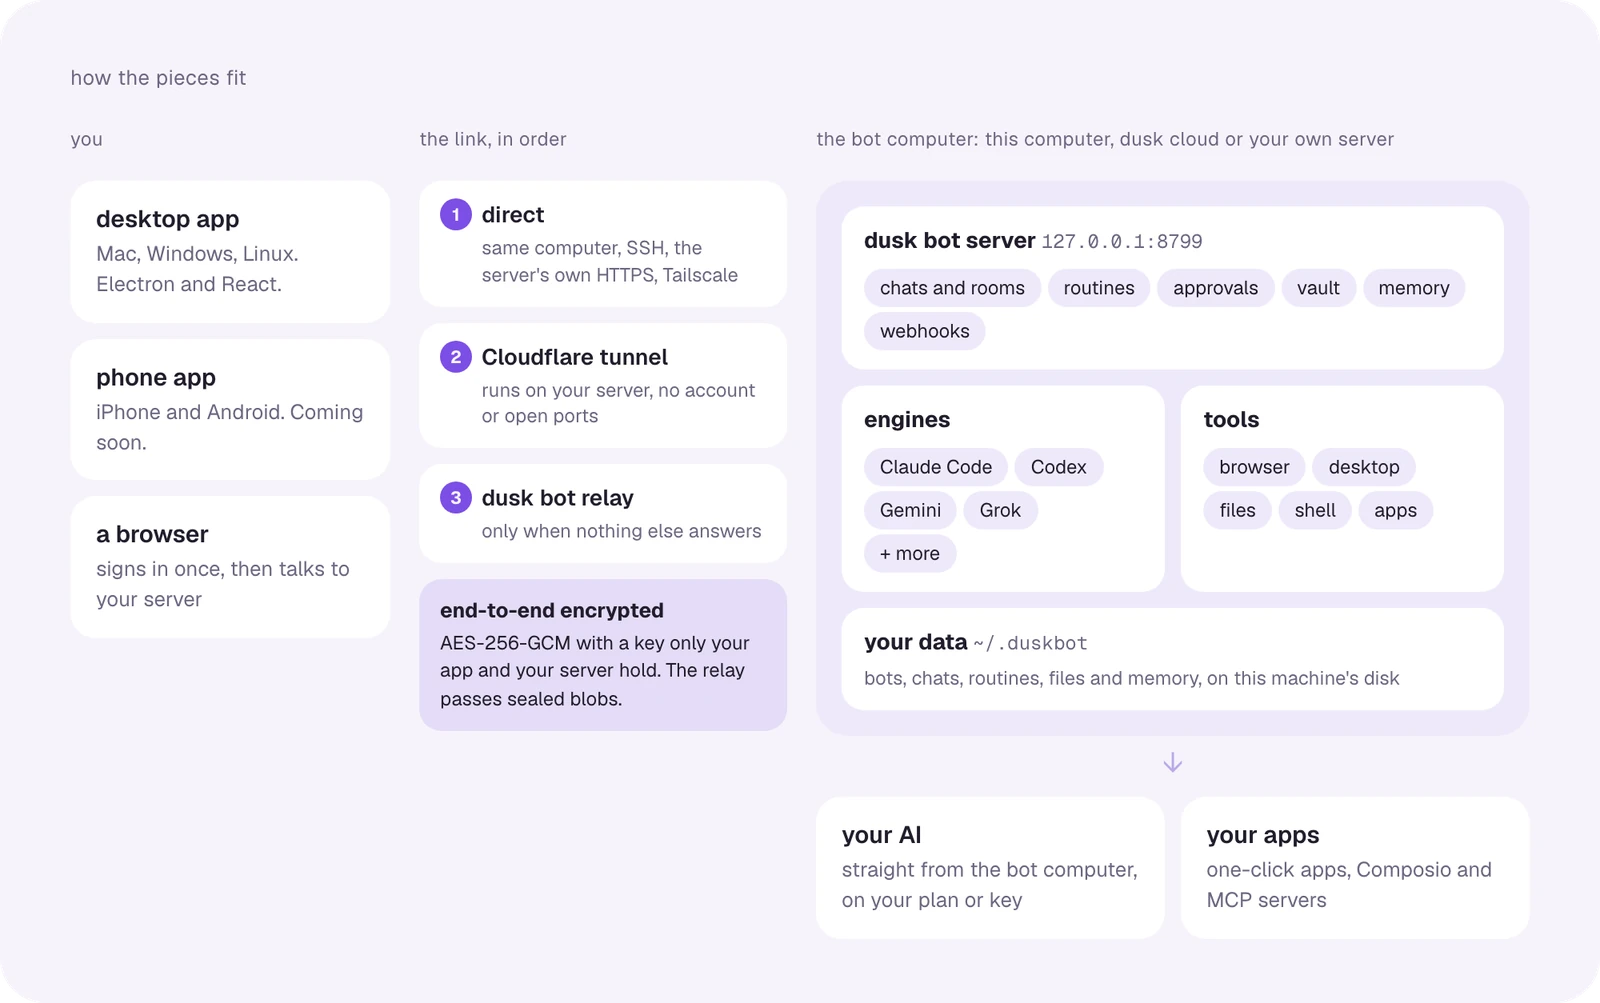 how the pieces fit
you
desktop app
Mac, Windows, Linux.
Electron and React.
phone app
iPhone and Android. Coming
soon.
a browser
signs in once, then talks to
your server
the link, in order
1 direct
same computer, SSH, the
server's own HTTPS, Tailscale
2 Cloudflare tunnel
runs on your server, no account
or open ports
3 dusk bot relay
only when nothing else answers
end-to-end encrypted
AES-256-GCM with a key only your
app and your server hold. The relay
passes sealed blobs.
the bot computer: this computer, dusk cloud or your own server
dusk bot server 127.0.0.1:8799
chats and rooms routines approvals vault memory
webhooks
engines
Claude Code Codex
Gemini Grok
+ more
tools
browser desktop
files shell apps
your data ~/.duskbot
bots, chats, routines, files and memory, on this machine's disk
your AI
straight from the bot computer,
on your plan or key
your apps
one-click apps, Composio and
MCP servers